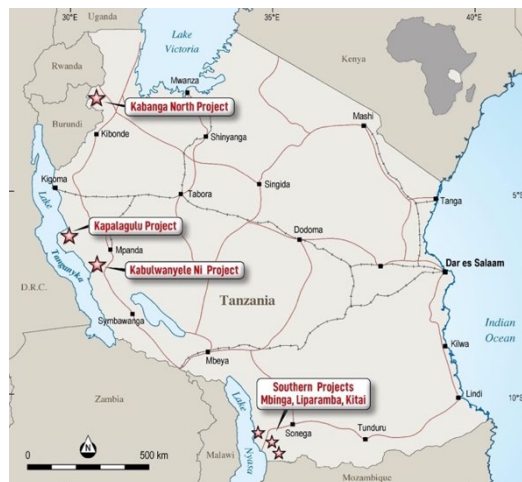 30°E
35°E
40°E
Uganda
Lake
Victoria
Kenya
Rwanda
Mwanza
Kabanga North Project
Burundi
Kibonde
Shinyanga
Mashi
Kigoma
Singida
Tabora
5°S
Tanga
Lake
Tanganyika
Kapalagulu Project
Mpanda
Dodoma
Dar es Salaam
Kabulwanyele Ni Project
D.R.C.
Tanzania
Symbawanga
Indian
Ocean
Mbeya
Kilwa
Zambia
Southern Projects
Mbinga, Liparamba, Kitai
Lindi
10°S
Lake
Nyasa
Sonega
Tunduru
N
0
500 km
Malawi
Mozambique